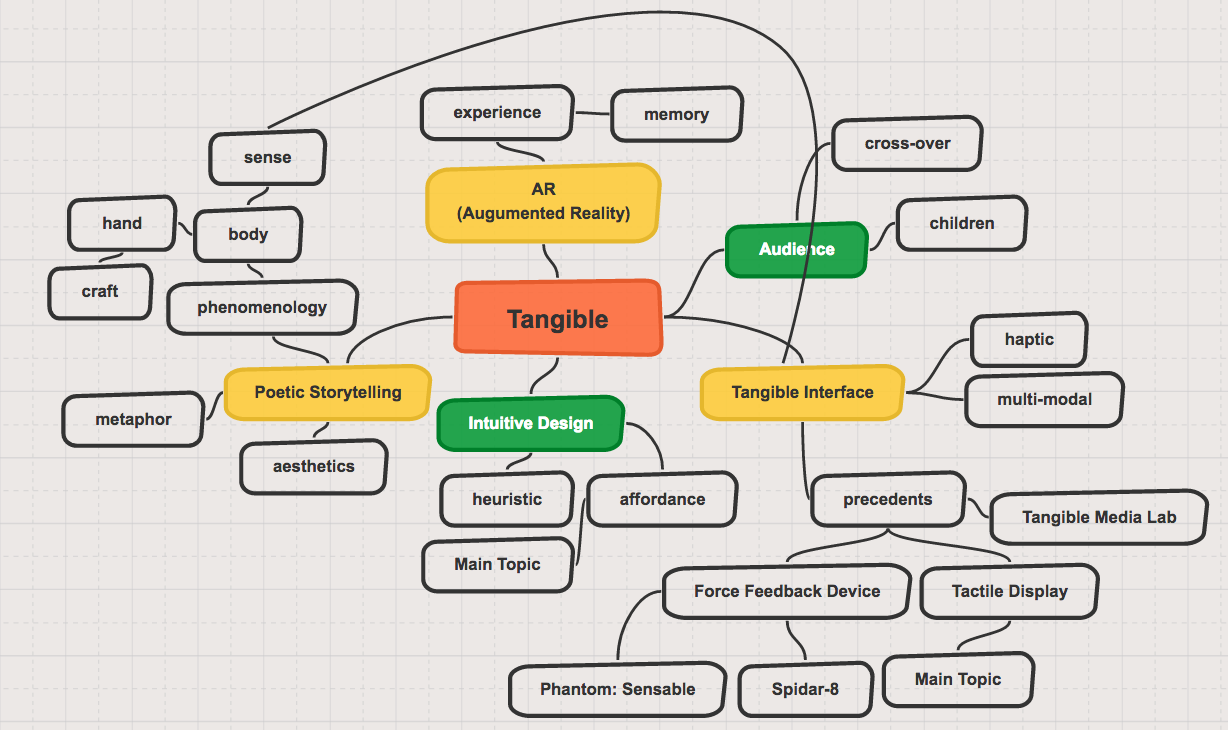 experience
memory
cross-over
sense
AR
(Augumented Reality)
hand
body
children
Audience
craft
phenomenology
Tangible
haptic
Poetic Storytelling
Tangible Interface
multi-modal
metaphor
Intuitive Design
aesthetics
heuristic
affordance
precedents
Tangible Media Lab
Main Topic
Force Feedback Device
Tactile Display
Phantom: Sensable
Spidar-8
Main Topic